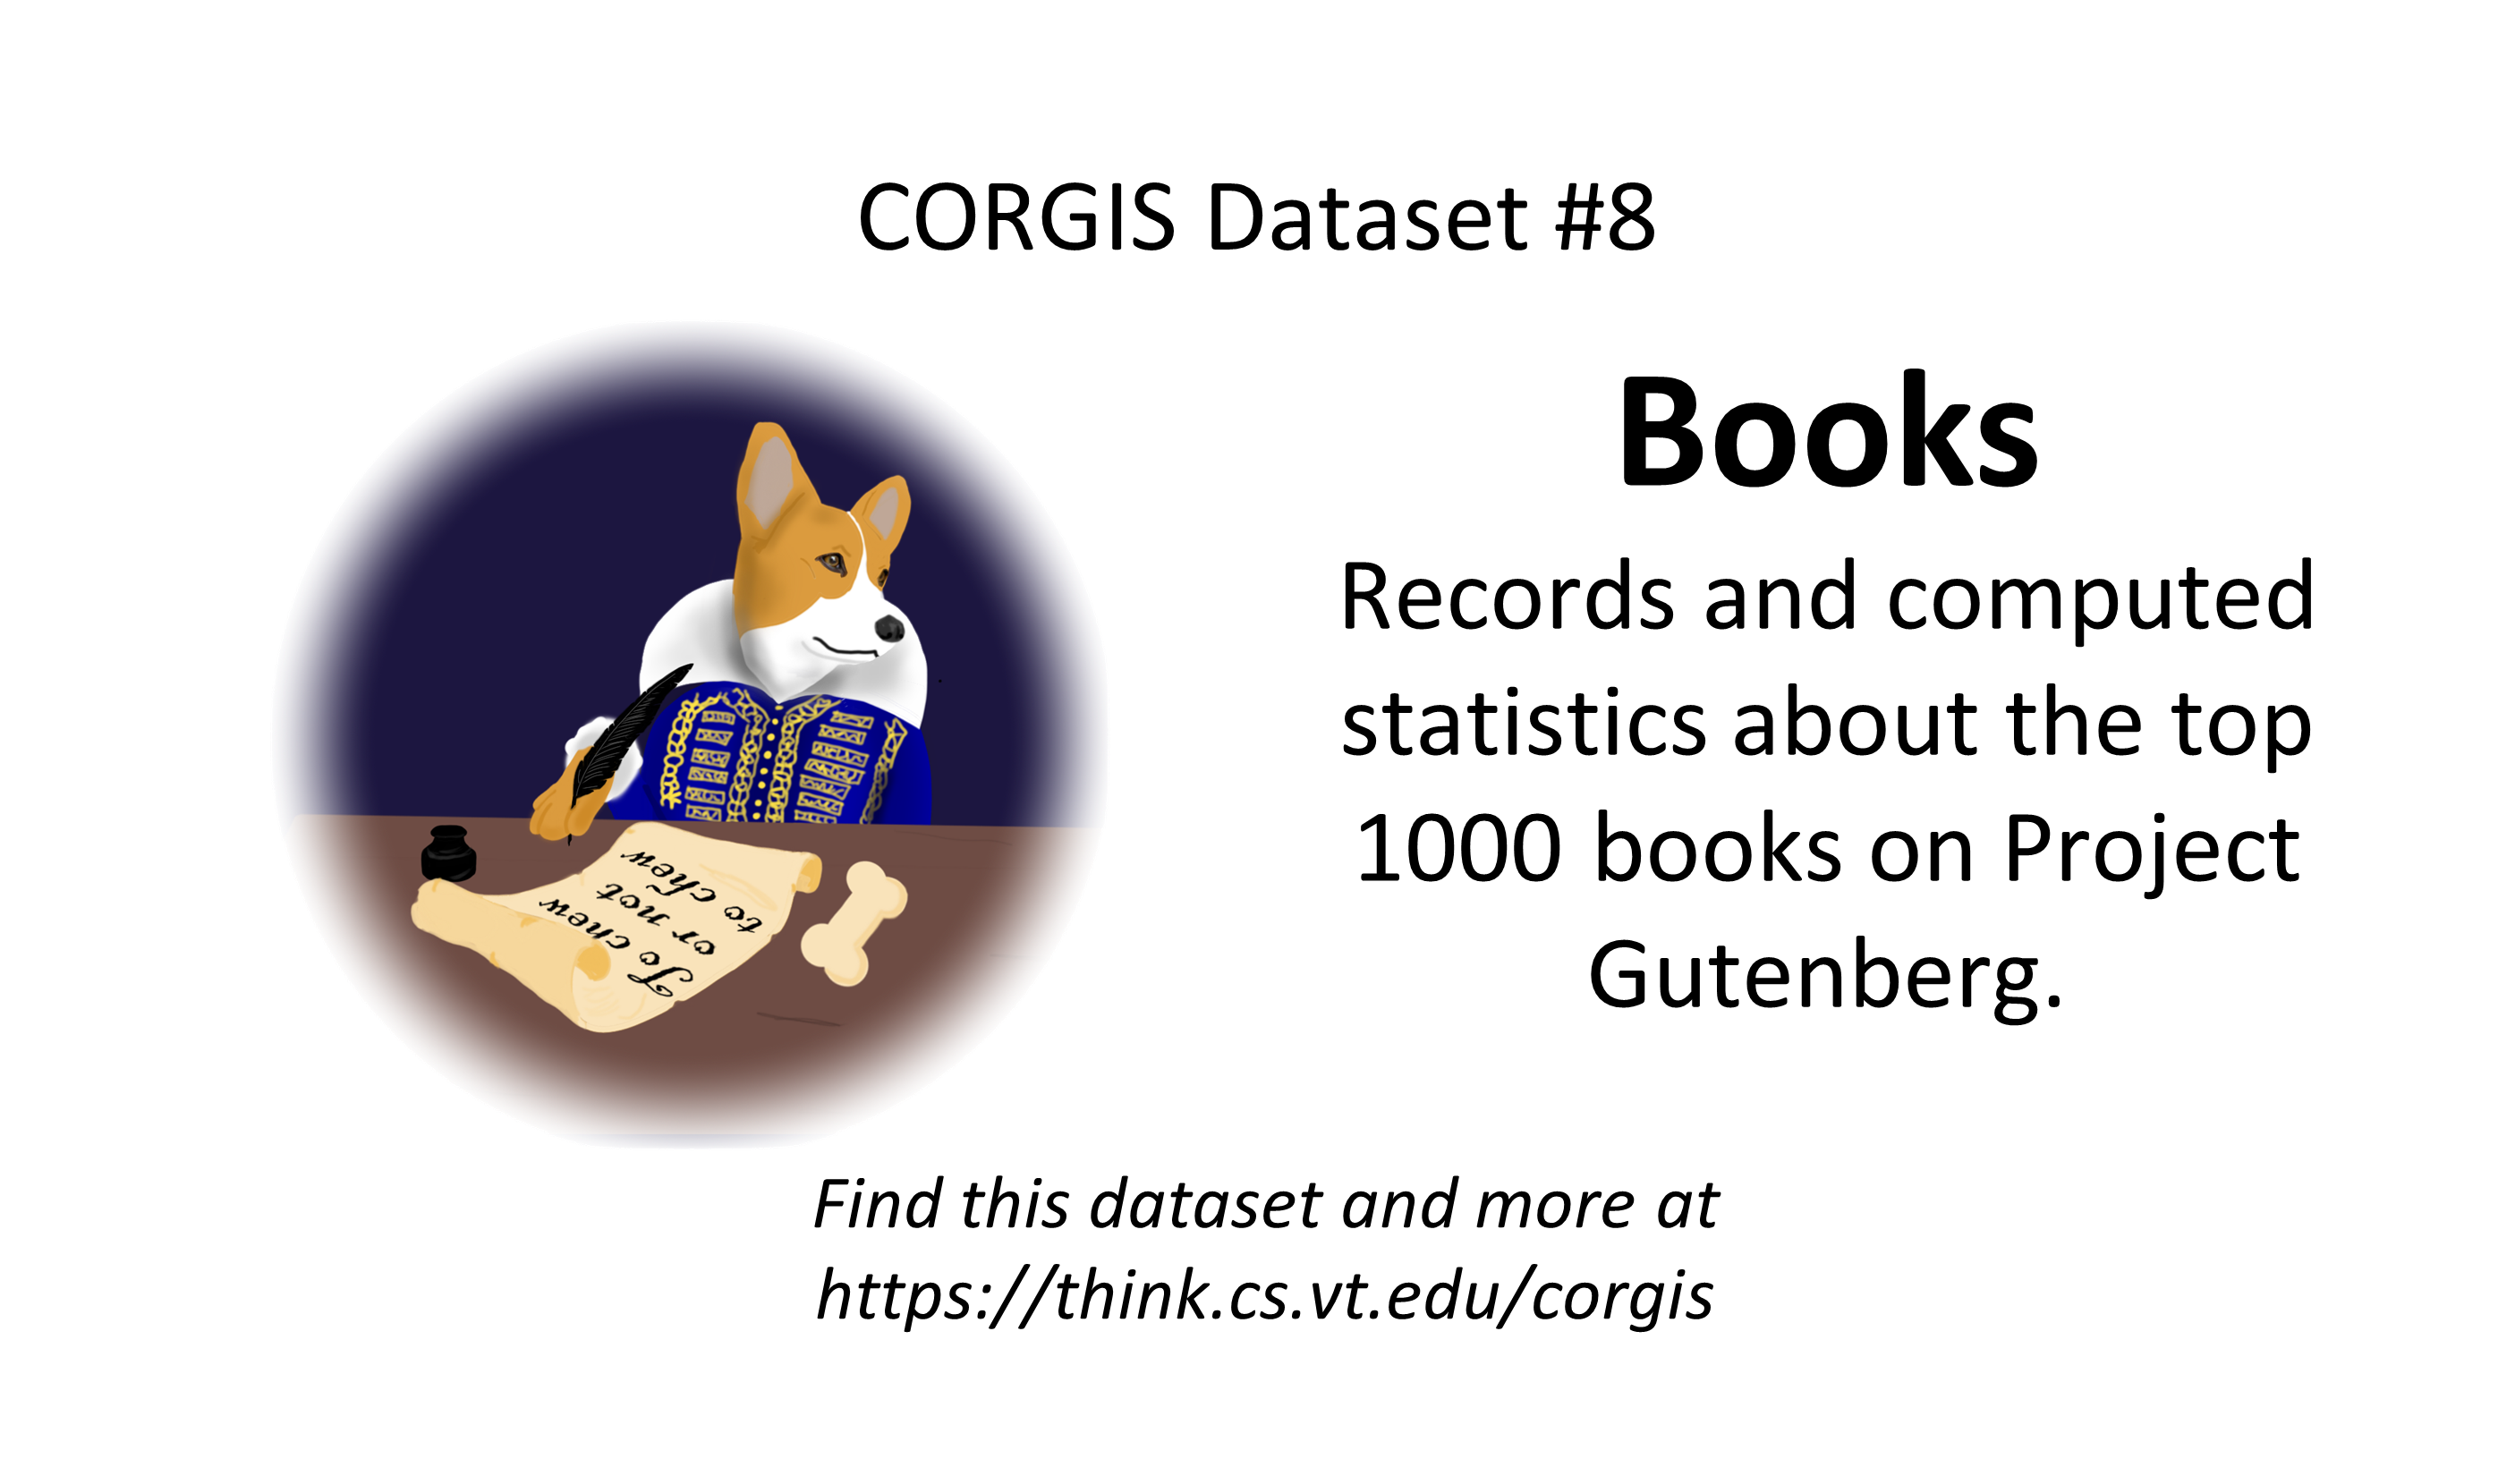 CORGIS Dataset #8
Books
Records and computed
statistics about the top
1000 books on Project
Gutenberg.
To chew
or not
to chew
Find this dataset and more at
https://think.cs.vt.edu/corgis